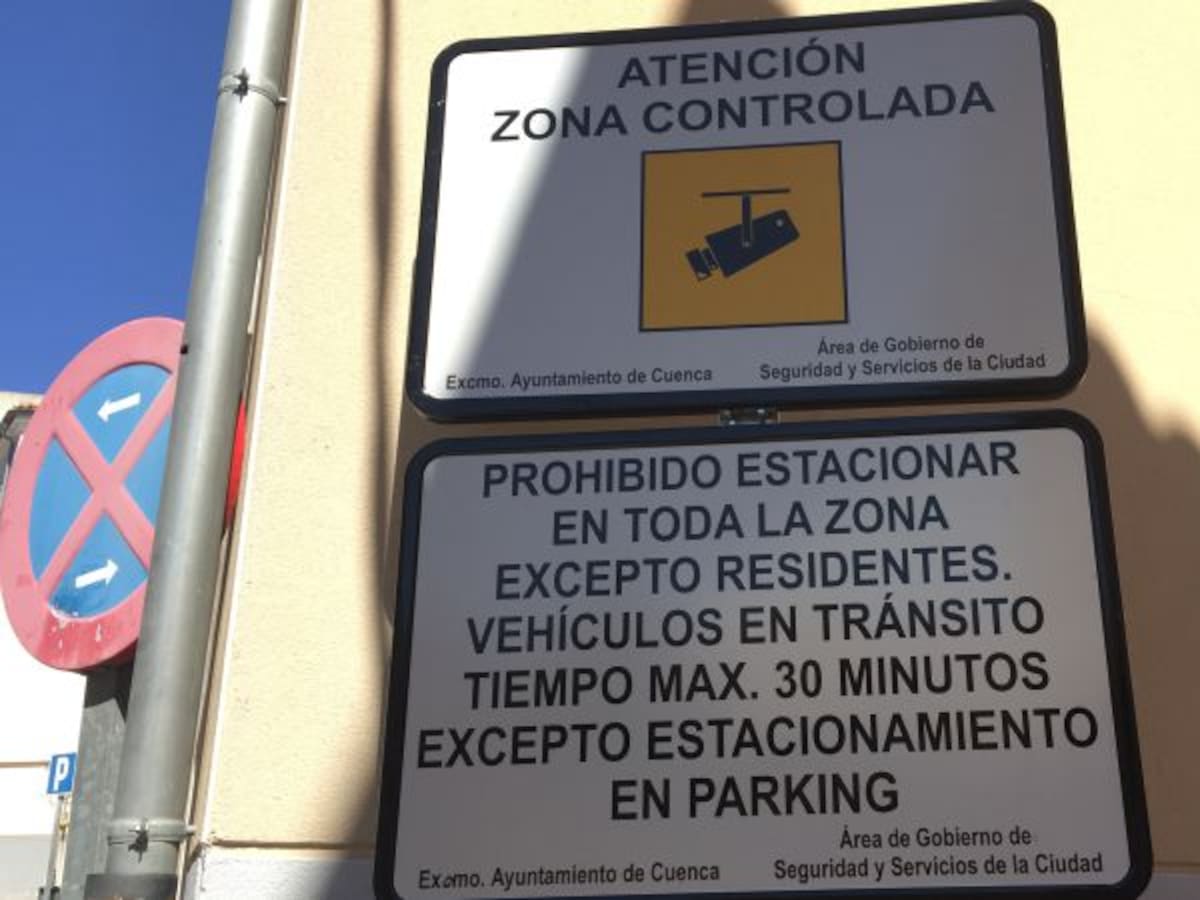 ATENCIÓN
ZONA CONTROLADA
Área de Gobierno de
Excmo. Ayuntamiento de Cuenca Seguridad y Servicios de la Ciudad
PROHIBIDO ESTACIONAR
EN TODA LA ZONA
EXCEPTO RESIDENTES.
VEHÍCULOS EN TRÁNSITO
TIEMPO MAX. 30 MINUTOS
EXCEPTO ESTACIONAMIENTO
EN PARKING
Área de Gobierno de
Excmo. Ayuntamiento de Cuenca Seguridad y Servicios de la Ciudad
P